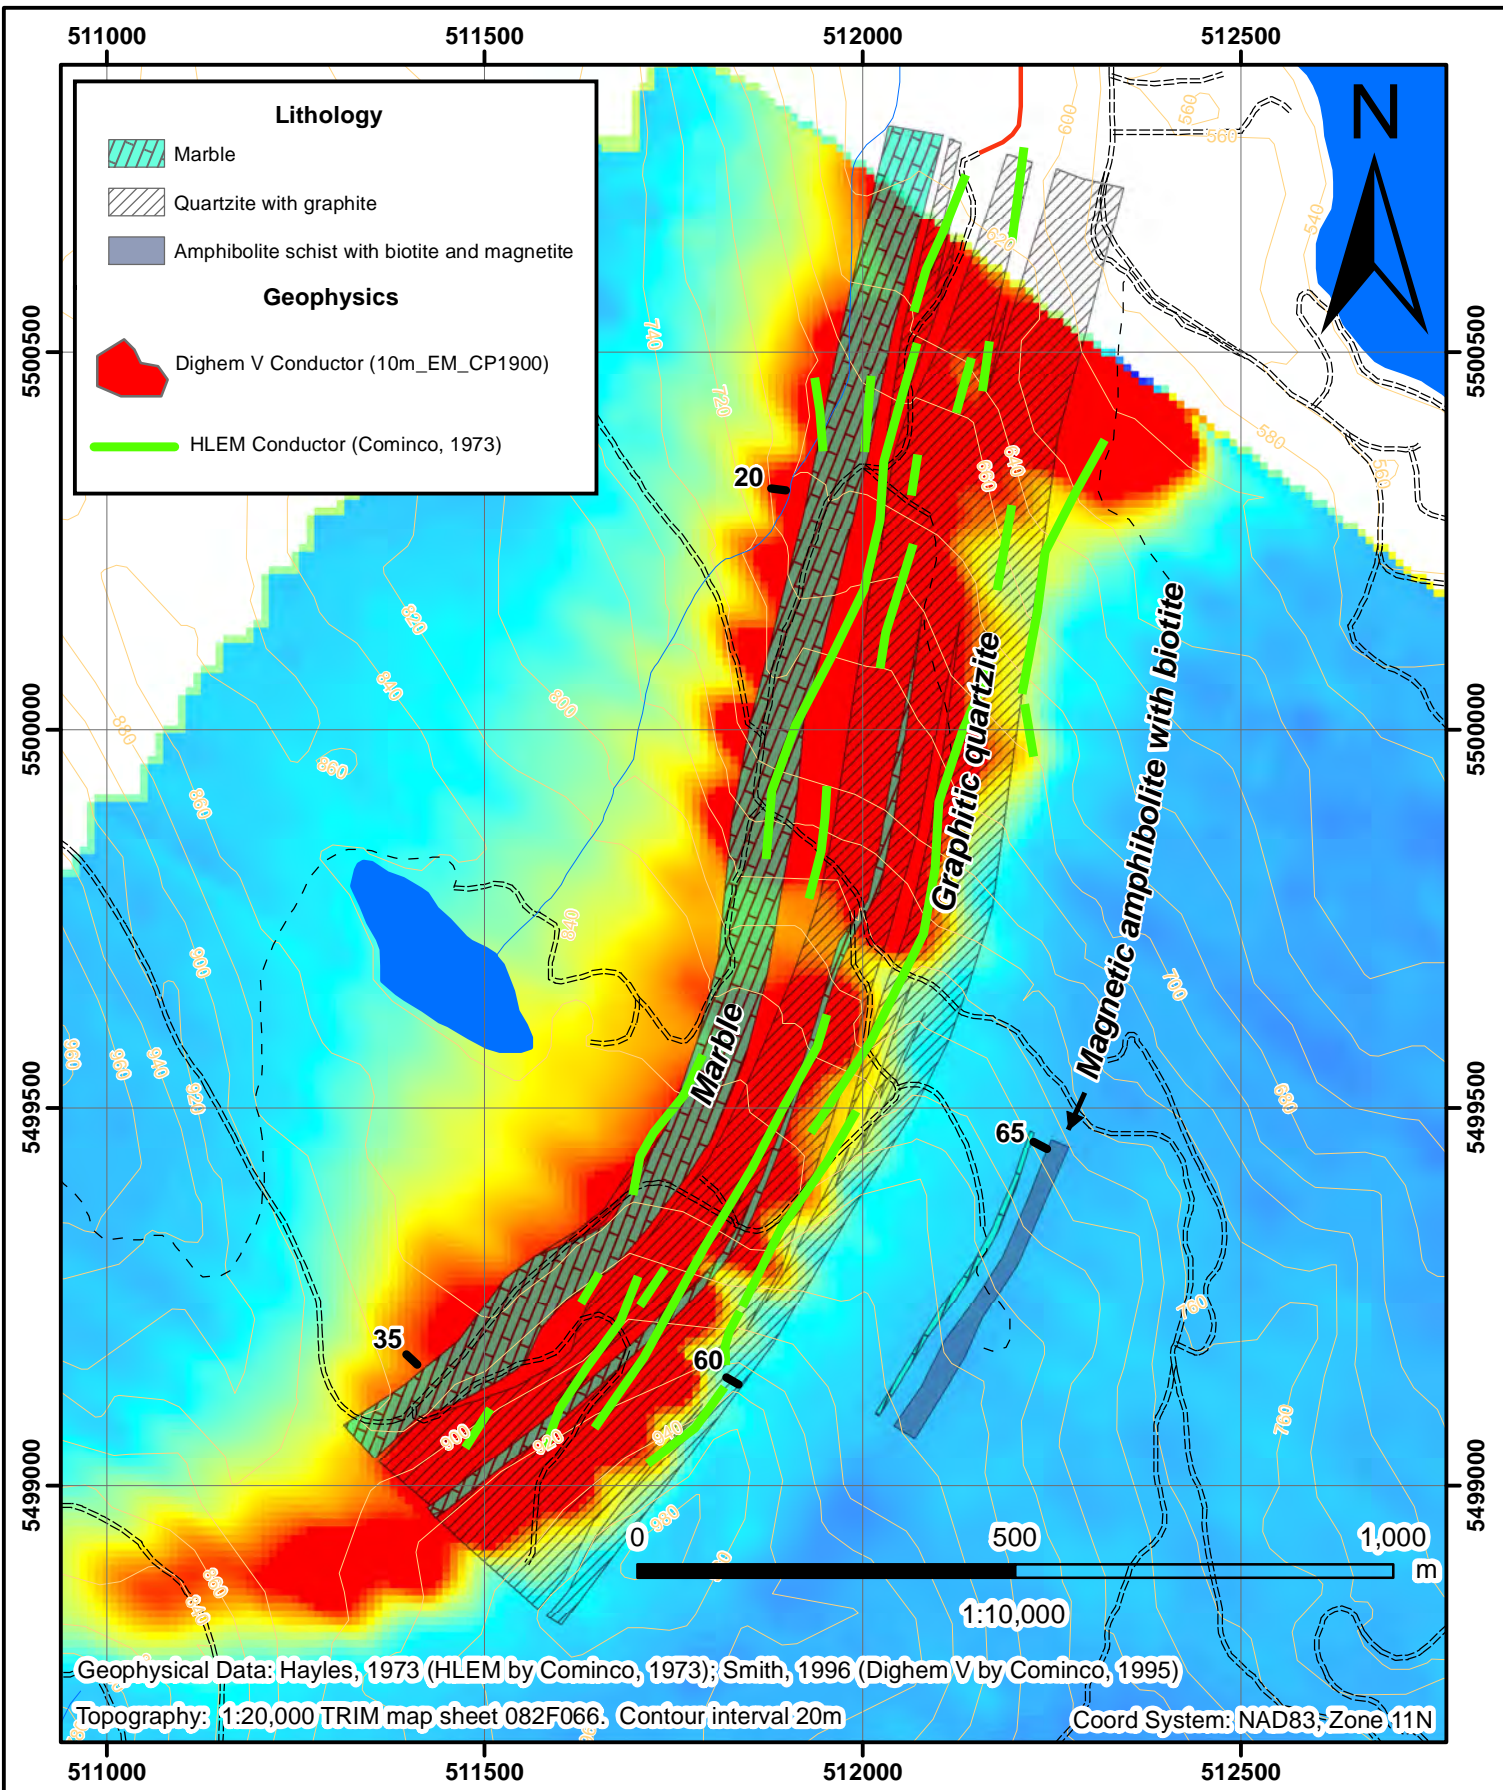 511000 511500 512000 512500
Lithology
Marble
Quartzite with graphite
Amphibolite schist with biotite and magnetite
Geophysics
Dighem V Conductor (10m_EM_CP1900)
HLEM Conductor (Cominco, 1973)
N
600
560
560
540
620
5500500
5500500
740
720
580
560
640
660
20
820
840
800
880
860
860
Graphitic quartzite
Magnetic amphibolite with biotite
5500000
5500000
840
900
700
Marble
960
960
940
920
680
5499500
5499500
65
760
35
60
900
920
940
760
980
5499000
5499000
0 500 1,000
m
1:10,000
860
840
Geophysical Data: Hayles, 1973 (HLEM by Cominco, 1973); Smith, 1996 (Dighem V by Cominco, 1995)
Topography: 1:20,000 TRIM map sheet 082F066. Contour interval 20m
Coord System: NAD83, Zone 11N
511000 511500 512000 512500